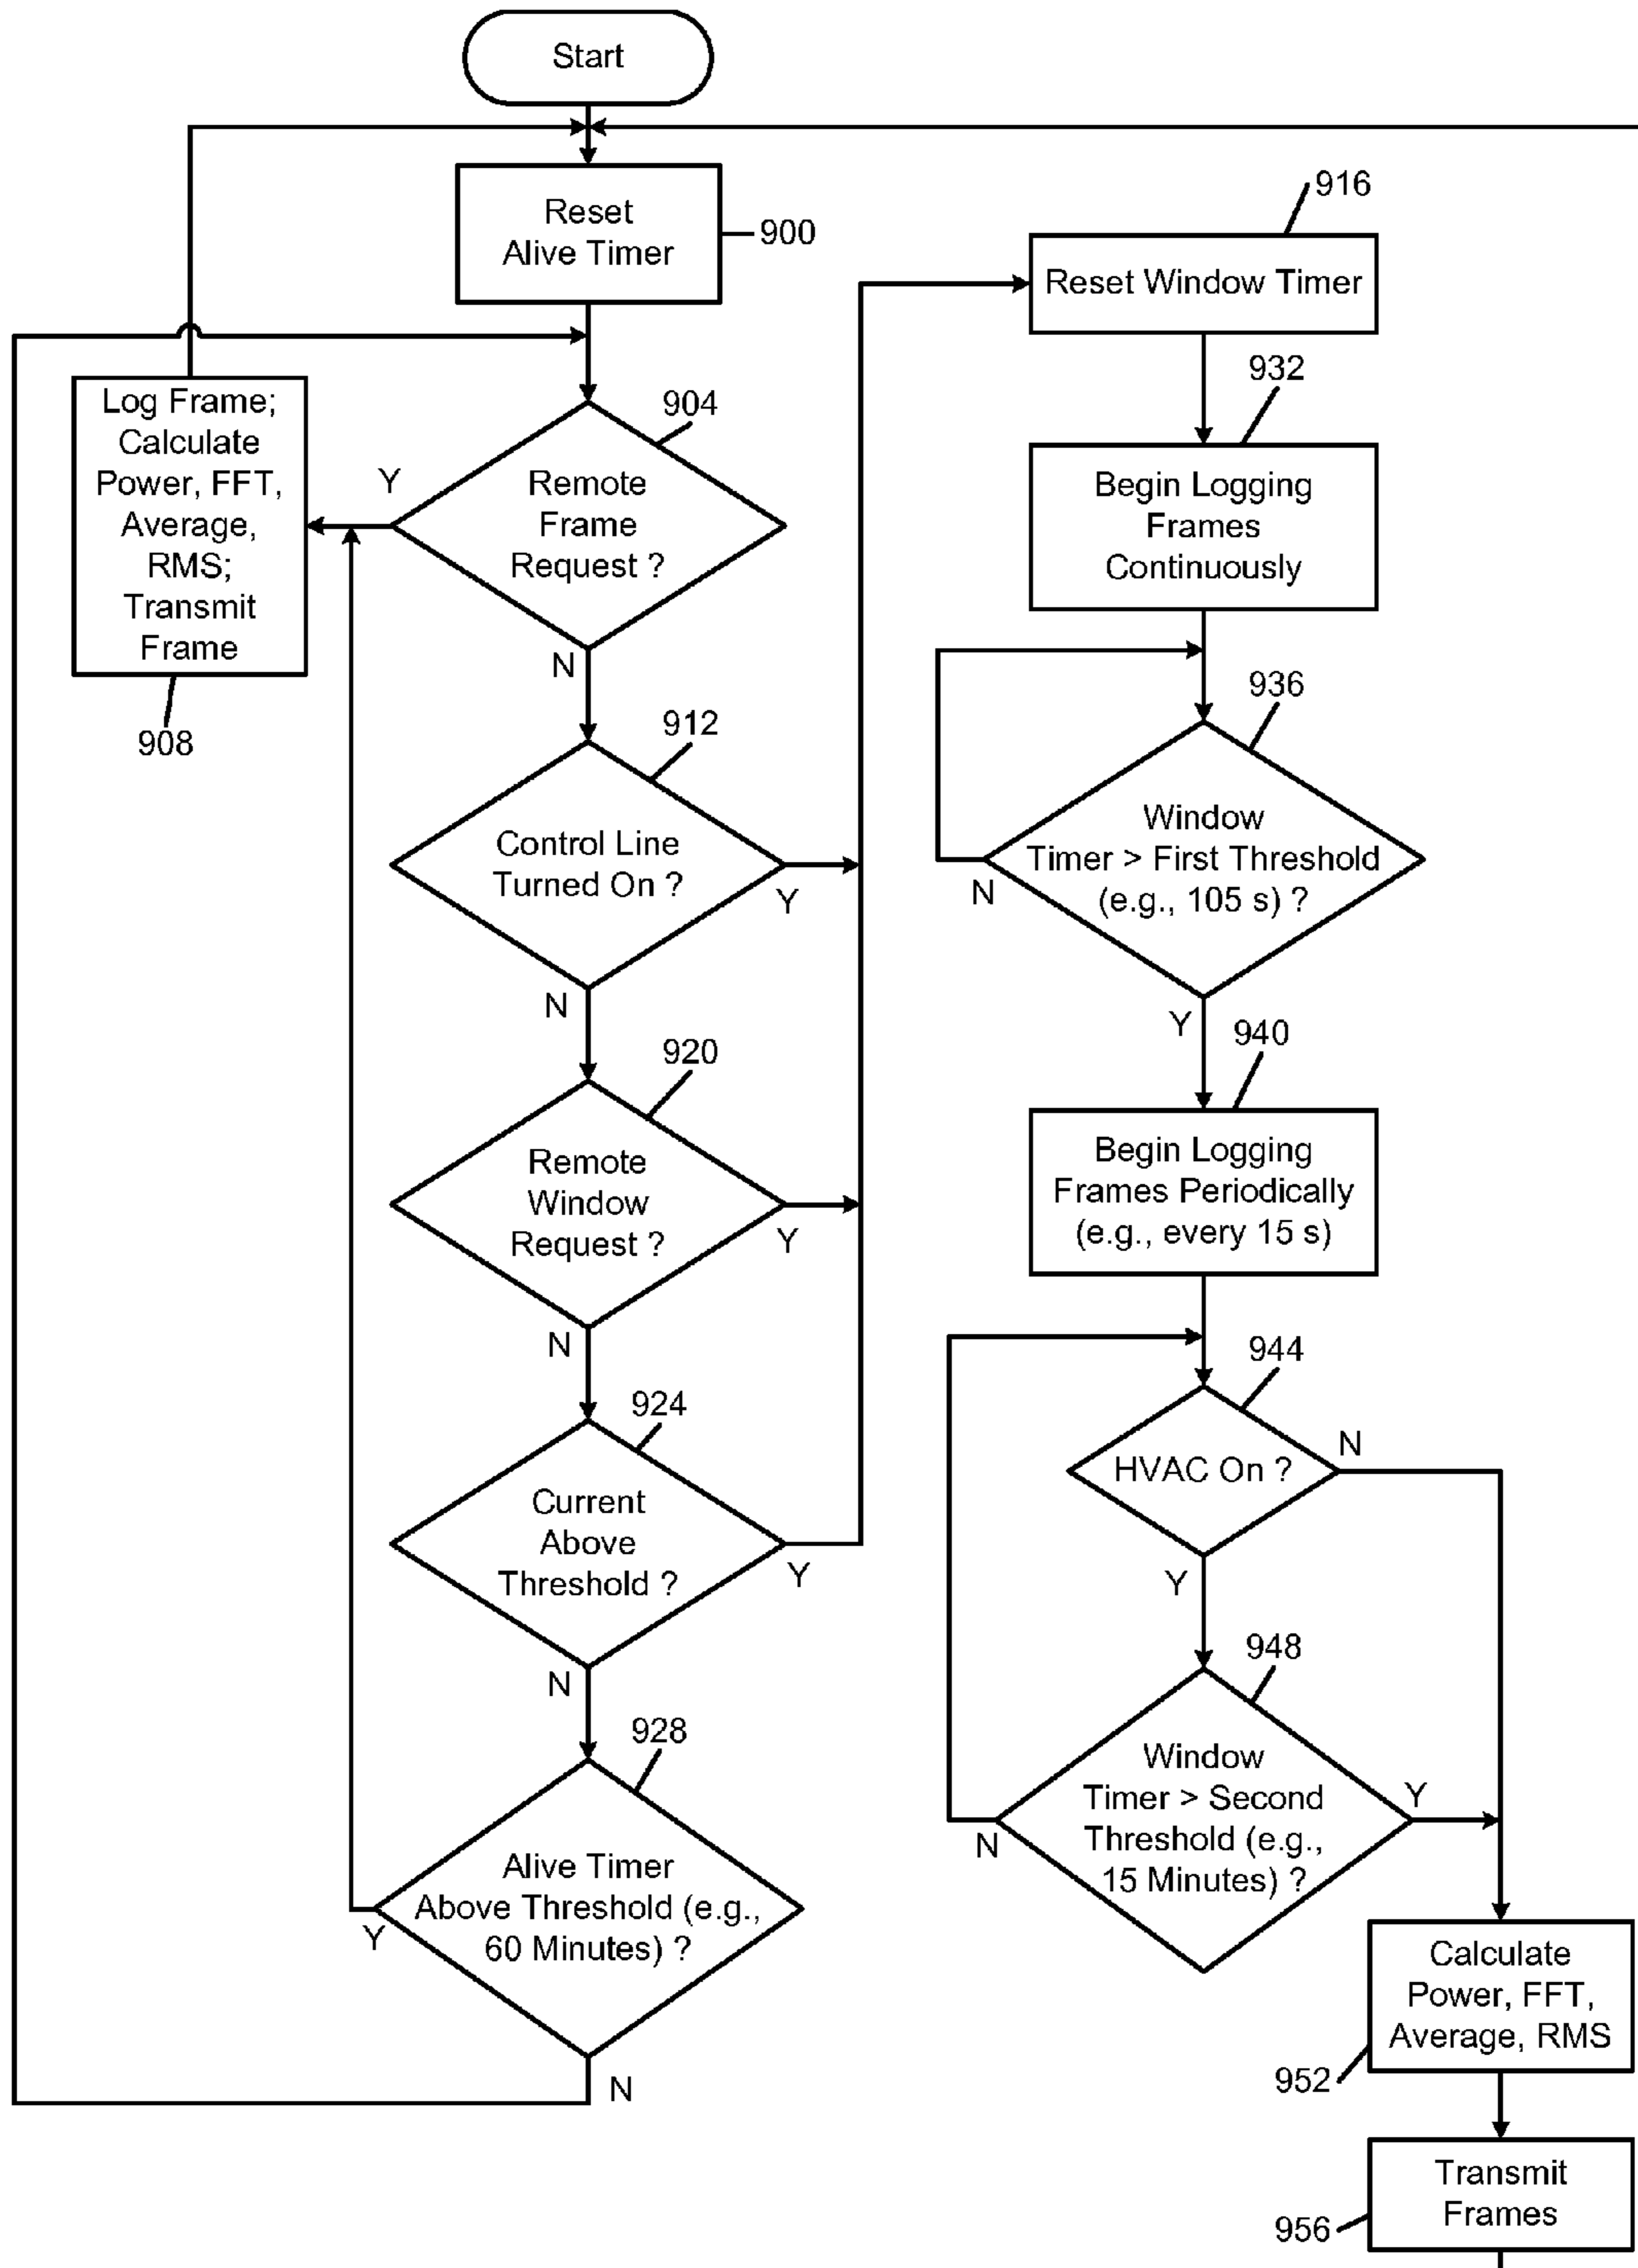 Start
Reset
Alive Timer
900
Log Frame;
Calculate
Power, FFT,
Average,
RMS;
Transmit
Frame
908
904
Y
Remote
Frame
Request ?
N
912
Control Line
Turned On ?
Y
N
920
Remote
Window
Request ?
Y
N
924
Current
Above
Threshold ?
Y
N
928
Alive Timer
Above Threshold (e.g.,
60 Minutes) ?
Y
N
916
Reset Window Timer
932
Begin Logging
Frames
Continuously
936
Window
Timer > First Threshold
(e.g., 105 s) ?
N
Y
940
Begin Logging
Frames Periodically
(e.g., every 15 s)
944
HVAC On ?
N
Y
948
Window
Timer > Second
Threshold (e.g.,
15 Minutes) ?
Y
N
Calculate
Power, FFT,
Average, RMS
952
Transmit
Frames
956